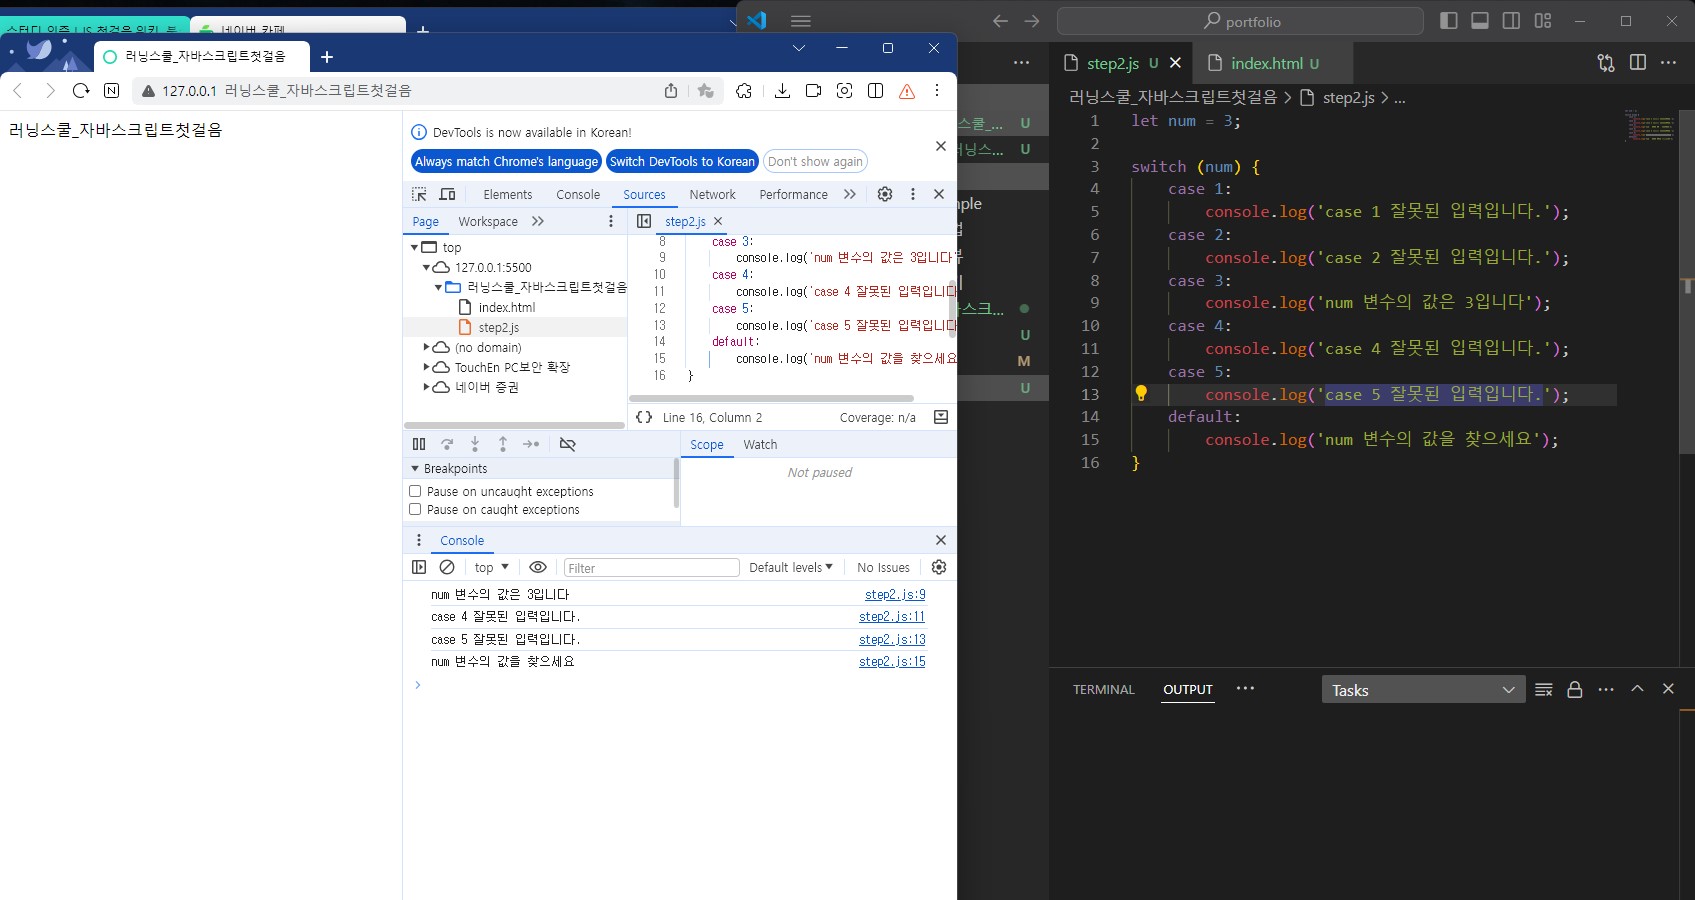 네이버 카페
러닝스쿨_자바스크립트첫걸음
127.0.0.1 러닝스쿨_자바스크립트첫걸음
러닝스쿨_자바스크립트첫걸음
DevTools is now available in Korean!
Always match Chrome's language
Switch DevTools to Korean
Don't show again
Elements Console Sources Network Performance
Page Workspace
step2.js
top
127.0.0.1:5500
러닝스쿨_자바스크립트첫걸음
index.html
step2.js
(no domain)
TouchEn PC보안 확장
네이버 증권
8 case 3:
9 console.log('num 변수의 값은 3입니다'
10 case 4:
11 console.log('case 4 잘못된 입력입니다
12 case 5:
13 console.log('case 5 잘못된 입력입니다
14 default:
15 console.log('num 변수의 값을 찾으세요
16 }
{ } Line 16, Column 2 Coverage: n/a
Scope Watch
Breakpoints
Not paused
Pause on uncaught exceptions
Pause on caught exceptions
Console
top
Filter
Default levels
No Issues
num 변수의 값은 3입니다 step2.js:9
case 4 잘못된 입력입니다. step2.js:11
case 5 잘못된 입력입니다. step2.js:13
num 변수의 값을 찾으세요 step2.js:15
portfolio
step2.js U
index.html U
러닝스쿨_자바스크립트첫걸음 > step2.js > ...
U
U
U
M
U
1 let num = 3;
2
3 switch (num) {
4 case 1:
5 console.log('case 1 잘못된 입력입니다.');
6 case 2:
7 console.log('case 2 잘못된 입력입니다.');
8 case 3:
9 console.log('num 변수의 값은 3입니다');
10 case 4:
11 console.log('case 4 잘못된 입력입니다.');
12 case 5:
13 console.log('case 5 잘못된 입력입니다.');
14 default:
15 console.log('num 변수의 값을 찾으세요');
16 }
TERMINAL OUTPUT
Tasks